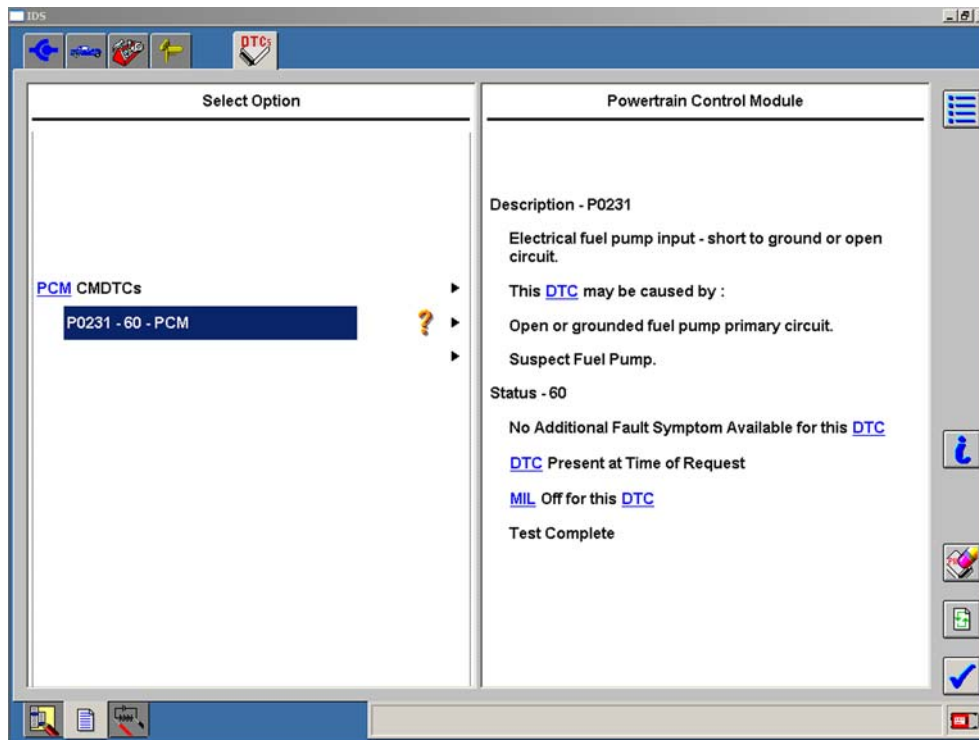 IDS
DTCs
Select Option
PCM CMDTCs
P0231 - 60 - PCM
Powertrain Control Module
Description - P0231
Electrical fuel pump input - short to ground or open
circuit.
This DTC may be caused by :
Open or grounded fuel pump primary circuit.
Suspect Fuel Pump.
Status - 60
No Additional Fault Symptom Available for this DTC
DTC Present at Time of Request
MIL Off for this DTC
Test Complete